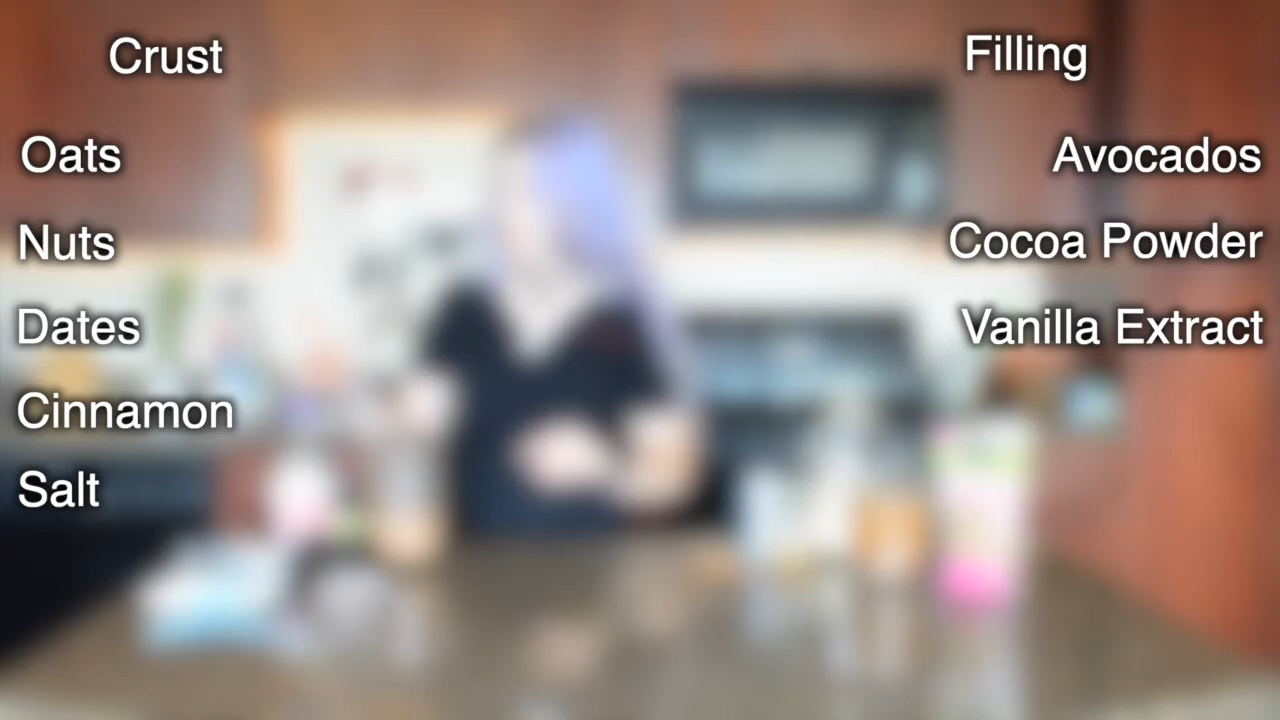 Crust
Oats
Nuts
Dates
Cinnamon
Salt
Filling
Avocados
Cocoa Powder
Vanilla Extract